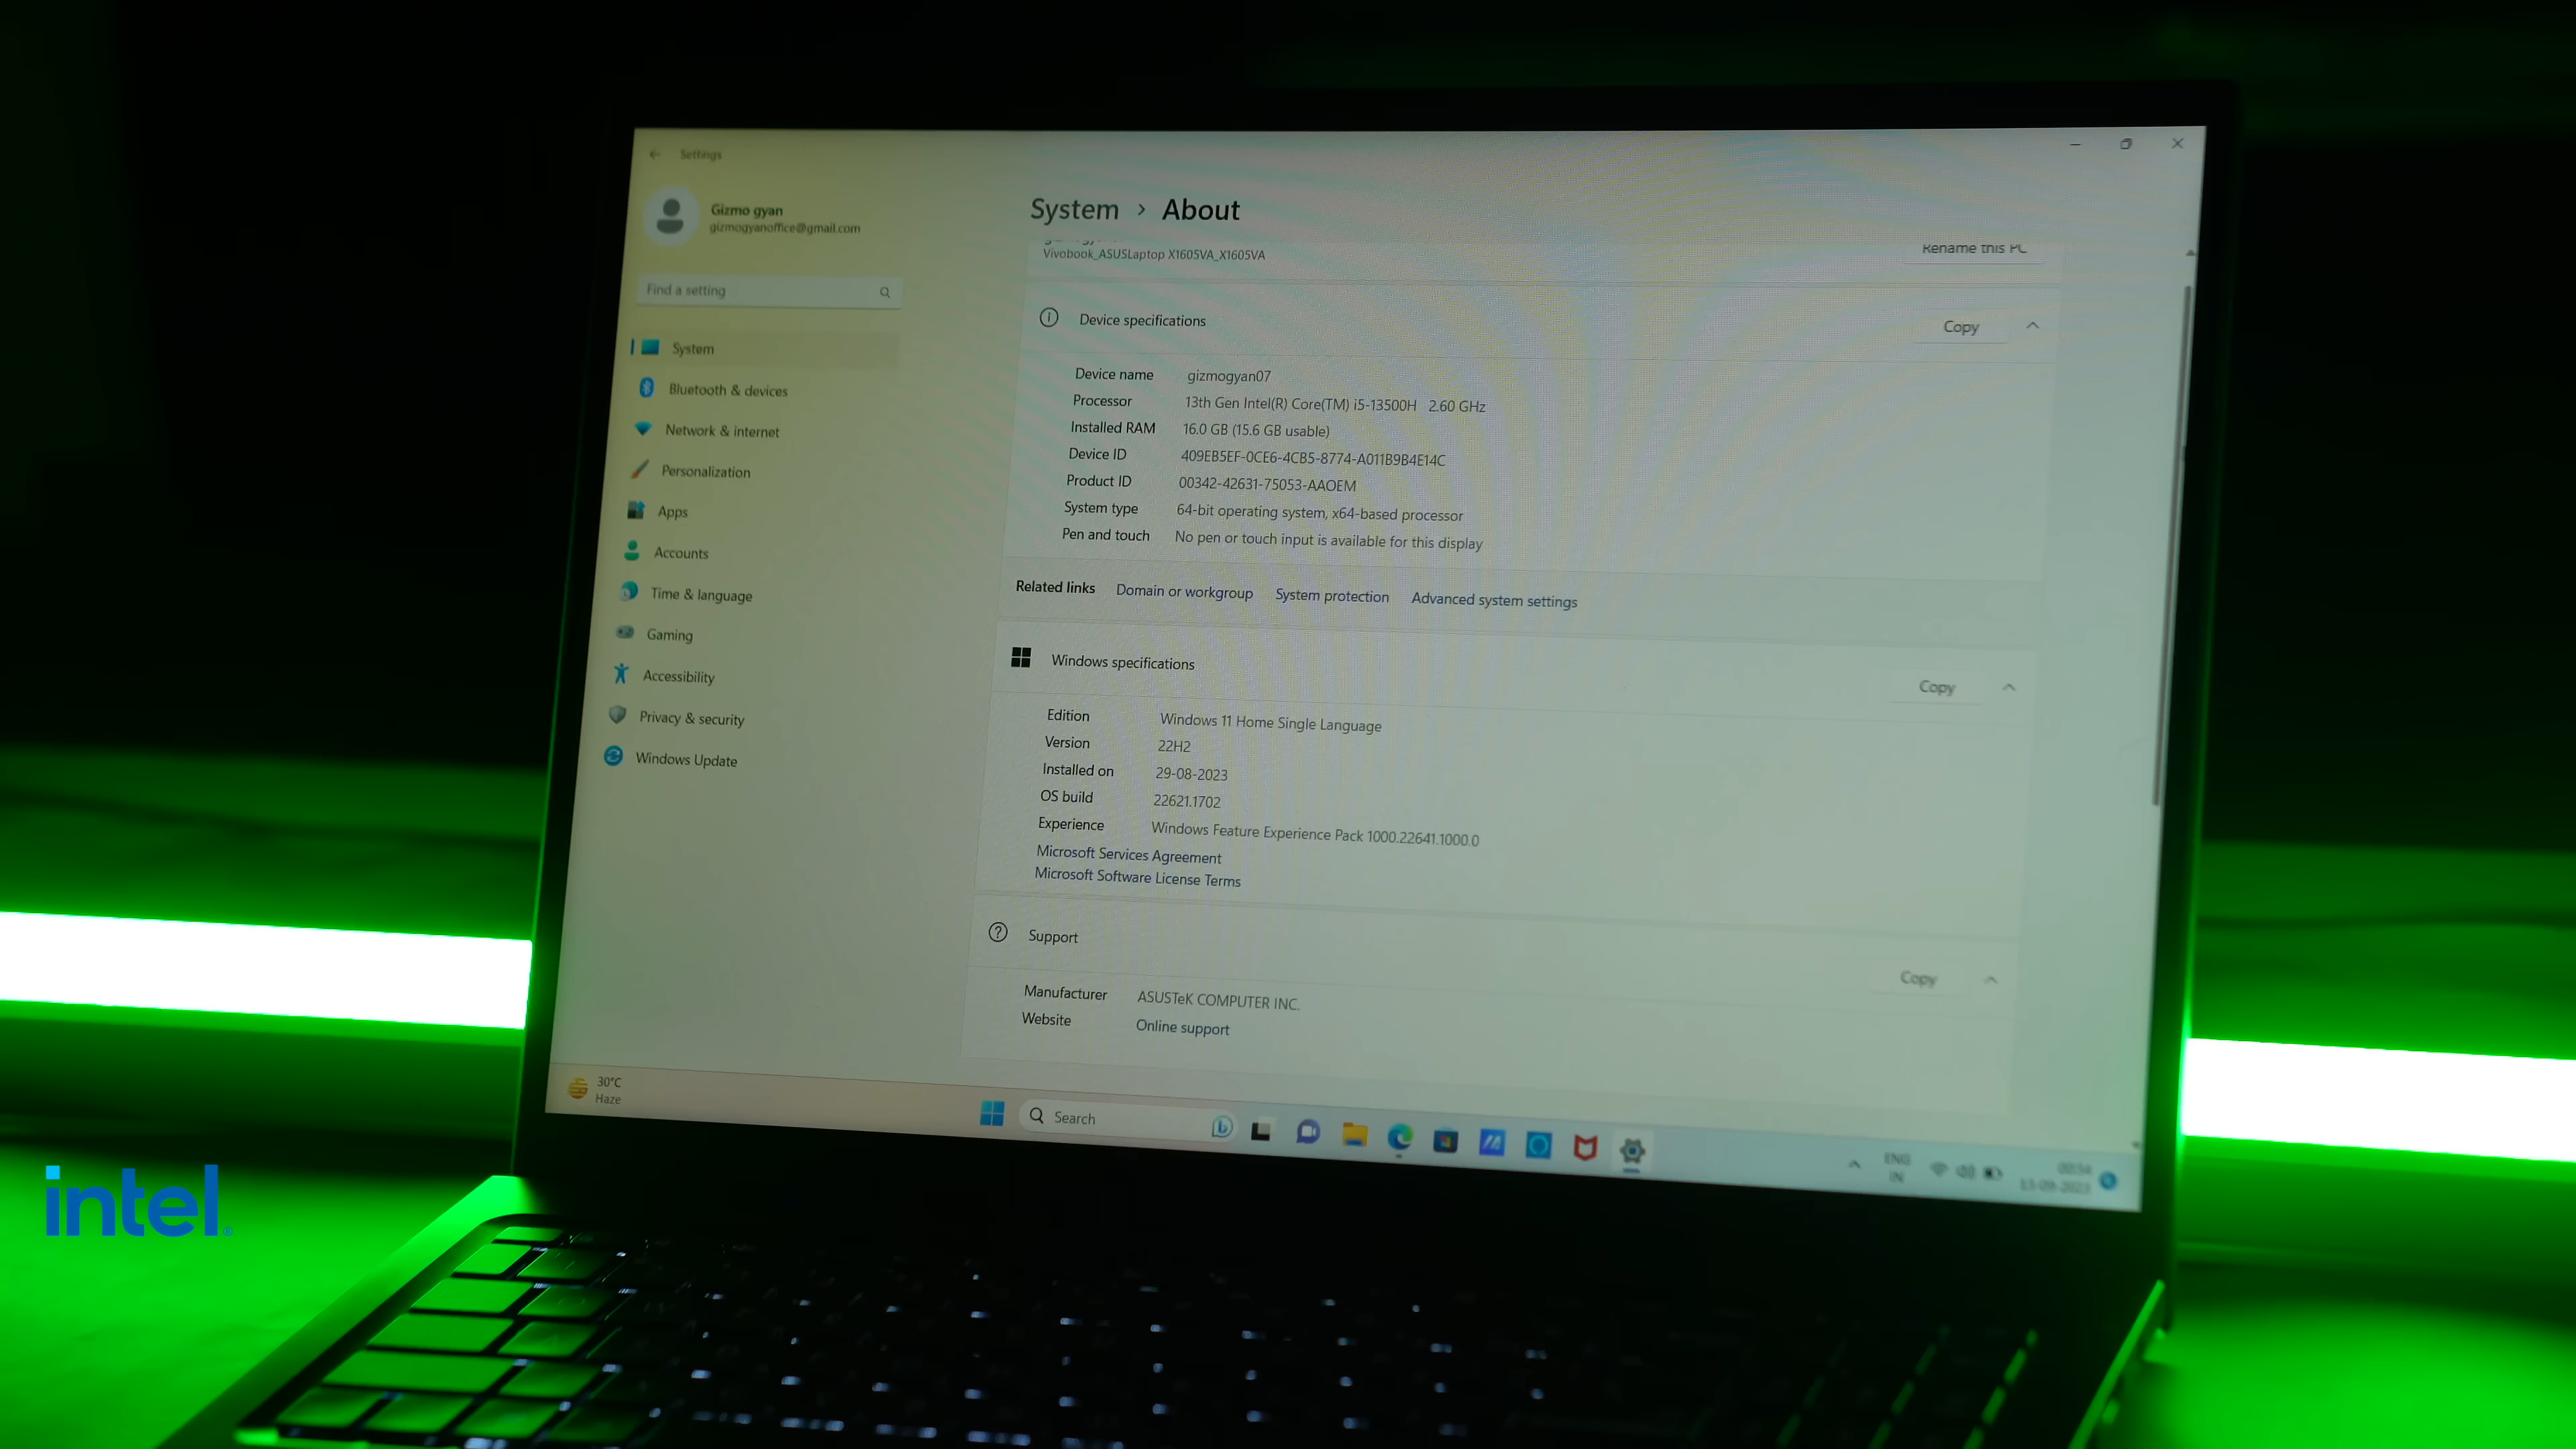 Settings
Gizmo gyan
gizmogyanoffice@gmail.com
Find a setting
System
Bluetooth & devices
Network & internet
Personalization
Apps
Accounts
Time & language
Gaming
Accessibility
Privacy & security
Windows Update
System › About
Vivobook_ASUSLaptop X1605VA_X1605VA
Rename this PC
Device specifications
Copy
Device name gizmogyan07
Processor 13th Gen Intel(R) Core(TM) i5-13500H 2.60 GHz
Installed RAM 16.0 GB (15.6 GB usable)
Device ID 409EB5EF-0CE6-4CB5-8774-A011B9B4E14C
Product ID 00342-42631-75053-AAOEM
System type 64-bit operating system, x64-based processor
Pen and touch No pen or touch input is available for this display
Related links Domain or workgroup System protection Advanced system settings
Windows specifications
Copy
Edition Windows 11 Home Single Language
Version 22H2
Installed on 29-08-2023
OS build 22621.1702
Experience Windows Feature Experience Pack 1000.22641.1000.0
Microsoft Services Agreement
Microsoft Software License Terms
Support
Copy
Manufacturer ASUSTeK COMPUTER INC.
Website Online support
30°C
Haze
Search
ENG
IN
intel®